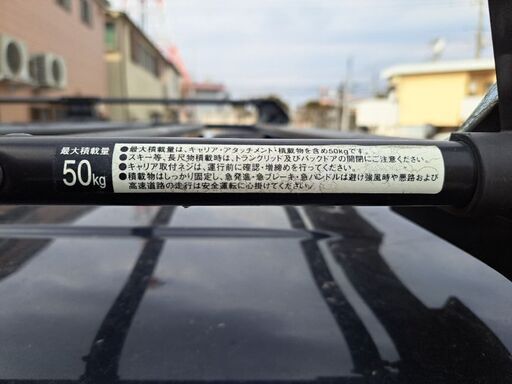 最大積載量
50kg
●最大積載量は、キャリア・アタッチメント・積載物を含め50kgです。
●スキー等、長尺物積載時は、トランクリッド及びバックドアの開閉にご注意ください。
●キャリア取付ネジは、運行前に確認・増締めを行ってください。
●積載物はしっかり固定し、急発進・急ブレーキ・急ハンドルは避け強風時や悪路および
高速道路の走行は安全運転に心掛けてください。